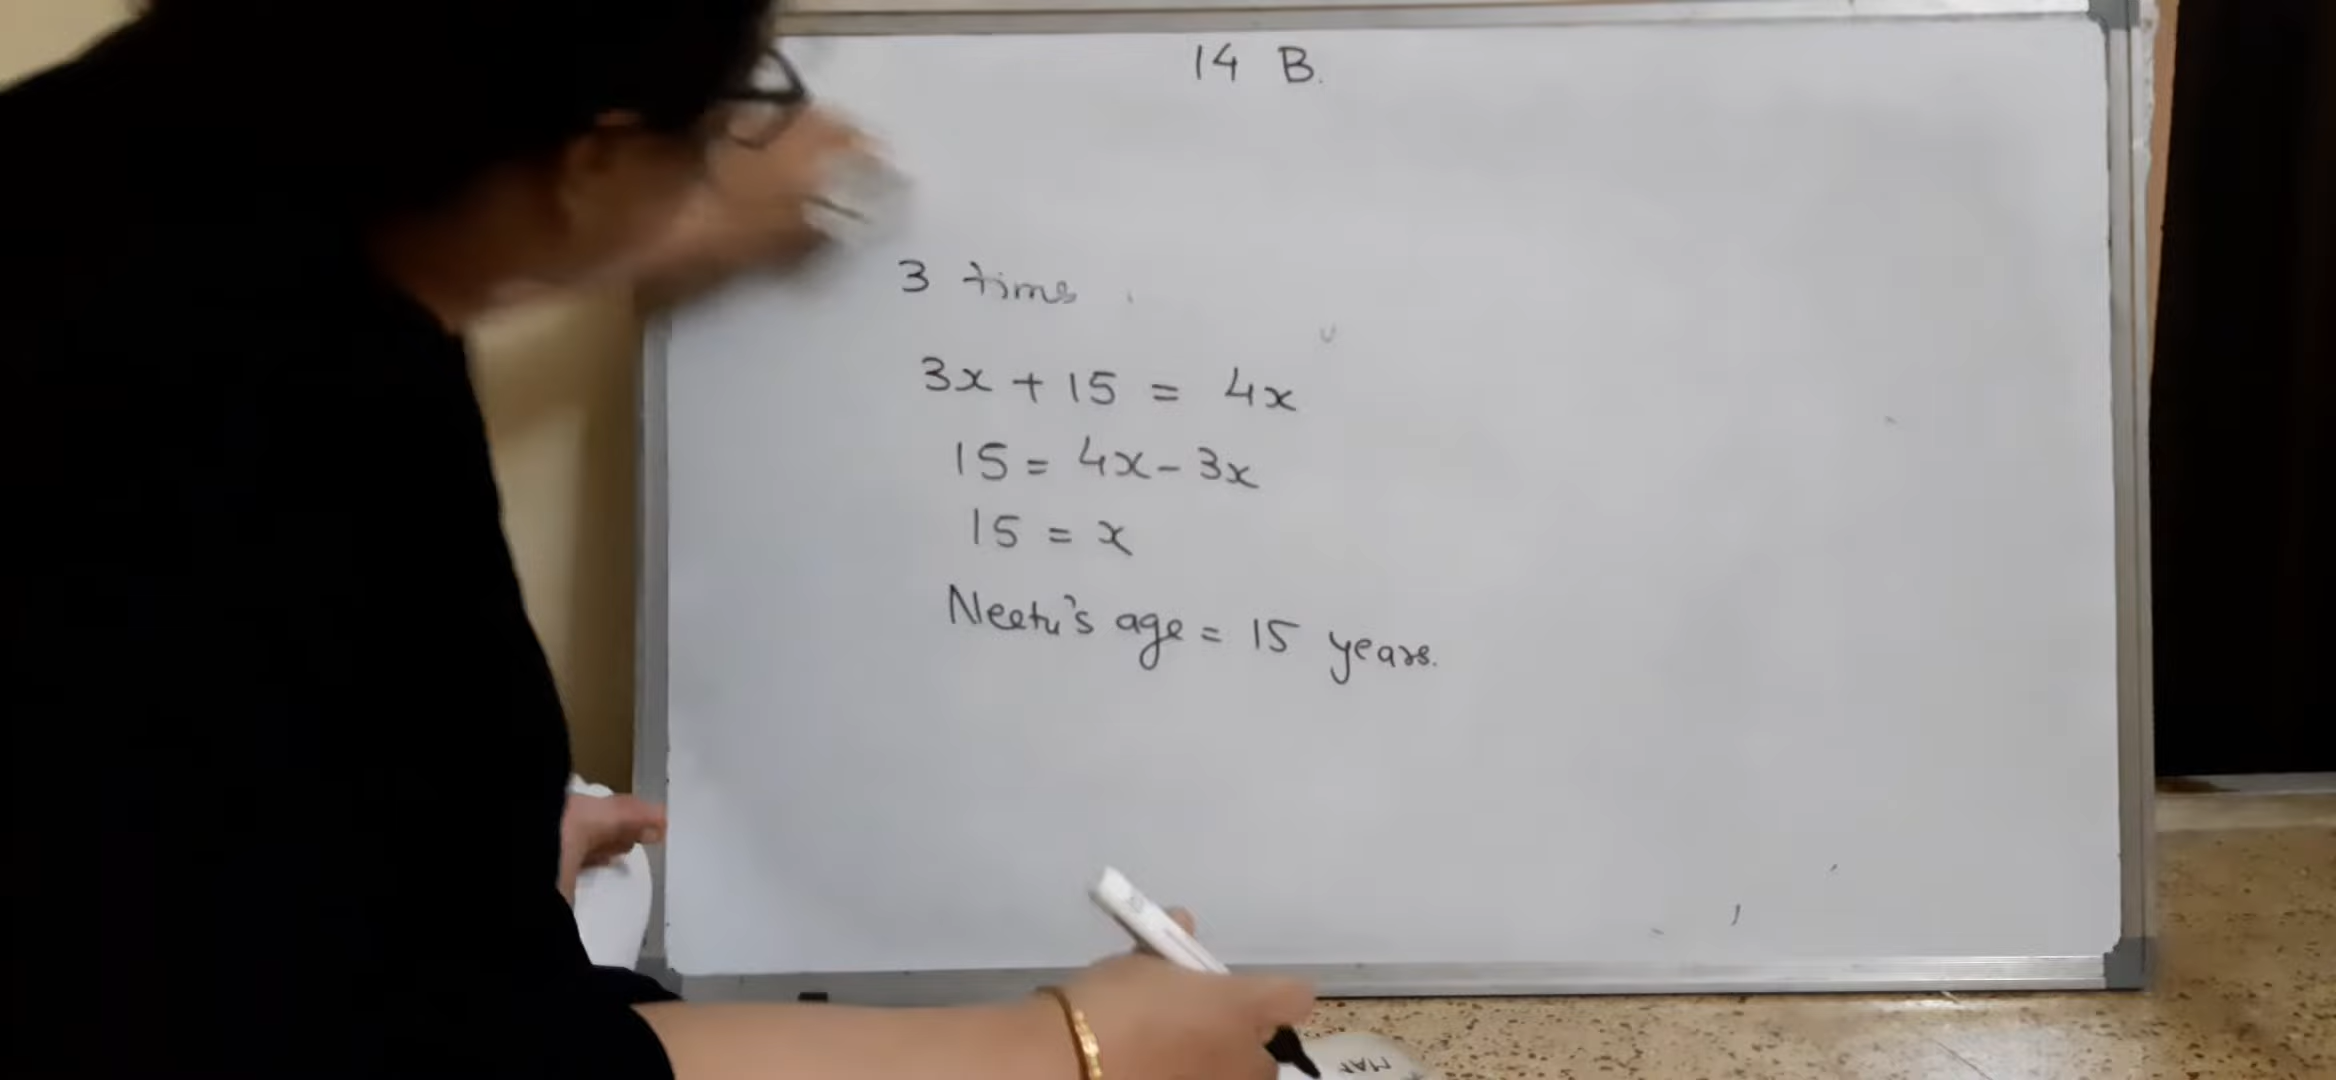 14 B.
3 times
3x + 15 = 4x
15 = 4x - 3x
15 = x
Neetu's age = 15 years.